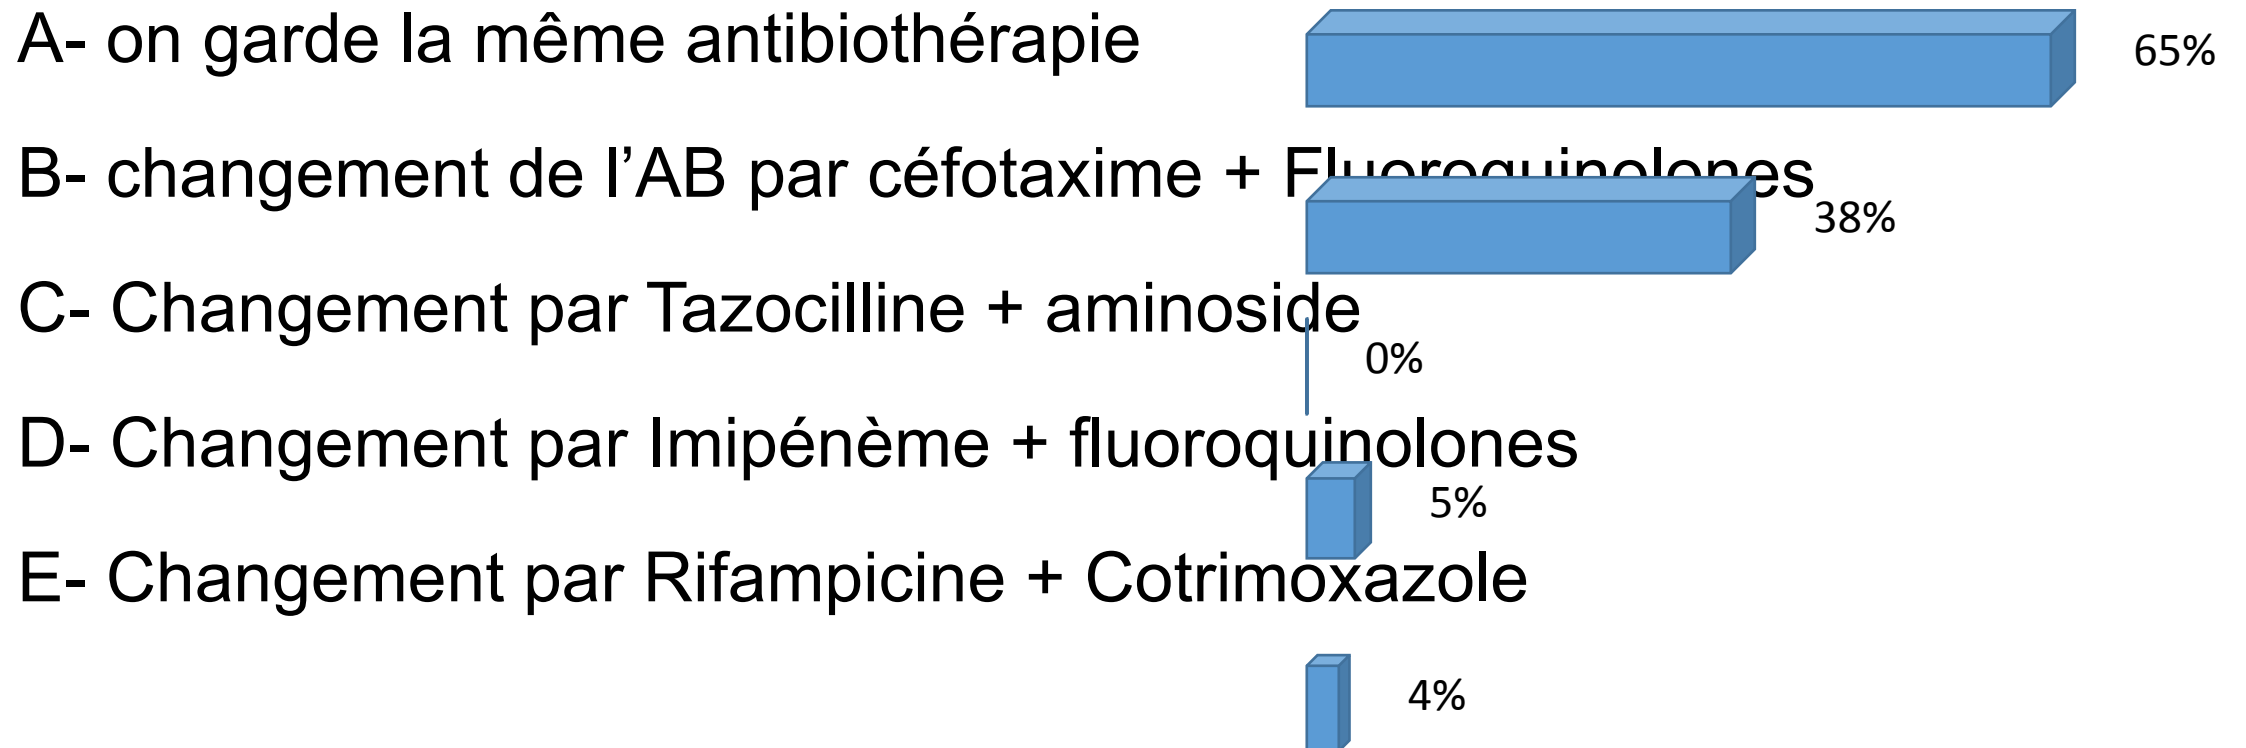 A- on garde la même antibiothérapie
65%
B- changement de l’AB par céfotaxime + Fluoroquinolones
38%
C- Changement par Tazocilline + aminoside
0%
D- Changement par Imipénème + fluoroquinolones
5%
E- Changement par Rifampicine + Cotrimoxazole
4%